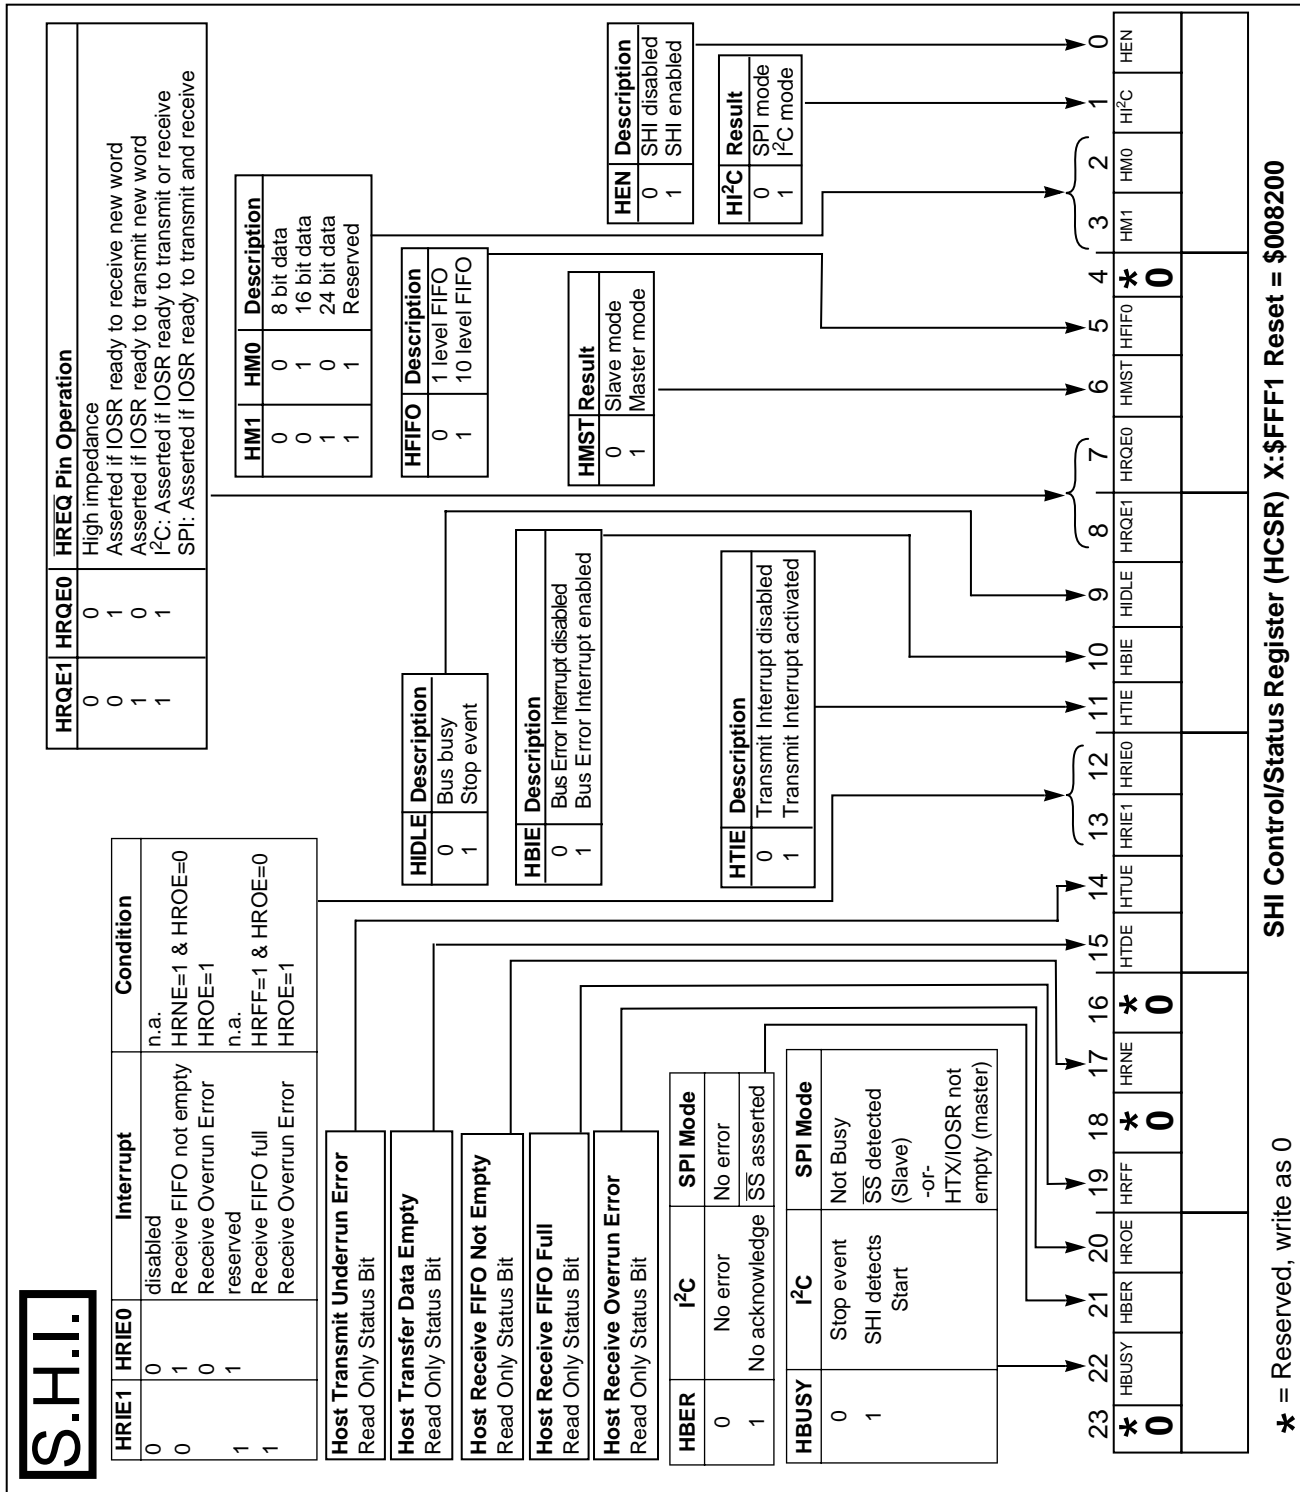 S.H.I.
HRIE1 HRIE0 Interrupt Condition
0 0 disabled n.a.
0 1 Receive FIFO not empty HRNE=1 & HROE=0
0 Receive Overrun Error HROE=1
1 1 reserved n.a.
1 Receive FIFO full HRFF=1 & HROE=0
Receive Overrun Error HROE=1
HRQE1 HRQE0 HREQ Pin Operation
0 0 High impedance
0 1 Asserted if IOSR ready to receive new word
1 0 Asserted if IOSR ready to transmit new word
1 1 I²C: Asserted if IOSR ready to transmit or receive
SPI: Asserted if IOSR ready to transmit and receive
HM1 HM0 Description
0 0 8 bit data
0 1 16 bit data
1 0 24 bit data
1 1 Reserved
Host Transmit Underrun Error
Read Only Status Bit
Host Transfer Data Empty
Read Only Status Bit
Host Receive FIFO Not Empty
Read Only Status Bit
Host Receive FIFO Full
Read Only Status Bit
Host Receive Overrun Error
Read Only Status Bit
HIDLE Description
0 Bus busy
1 Stop event
HFIFO Description
0 1 level FIFO
1 10 level FIFO
HBIE Description
0 Bus Error Interrupt disabled
1 Bus Error Interrupt enabled
HMST Result
0 Slave mode
1 Master mode
HEN Description
0 SHI disabled
1 SHI enabled
HBER I²C SPI Mode
0 No error No error
1 No acknowledge SS asserted
HTIE Description
0 Transmit Interrupt disabled
1 Transmit Interrupt activated
HI²C Result
0 SPI mode
1 I²C mode
HBUSY I²C SPI Mode
0 Stop event Not Busy
1 SHI detects Start SS detected (Slave)
-or-
HTX/IOSR not empty (master)
23 22 21 20 19 18 17 16 15 14 13 12 11 10 9 8 7 6 5 4 3 2 1 0
*0 HBUSY HBER HROE HRFF *0 HRNE *0 HTDE HTUE HRIE1 HRIE0 HTIE HBIE HIDLE HRQE1 HRQE0 HMST HFIF0 *0 HM1 HM0 HI²C HEN
SHI Control/Status Register (HCSR) X:$FFF1 Reset = $008200
* = Reserved, write as 0